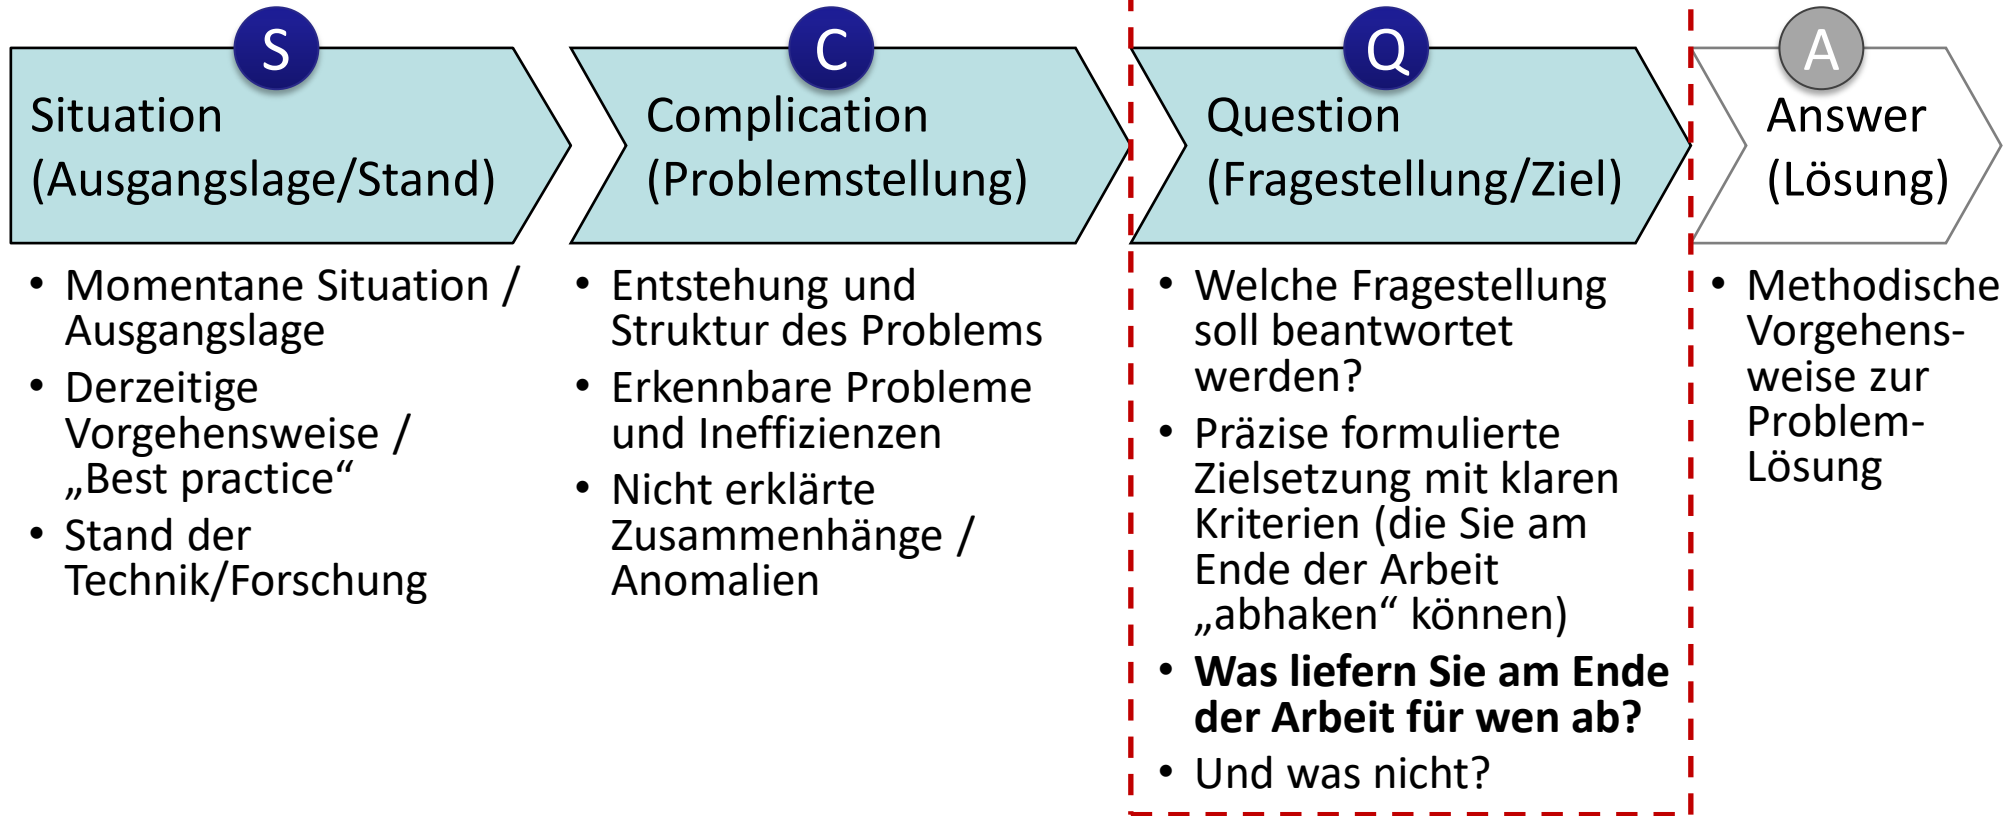 S
Situation
(Ausgangslage/Stand)
• Momentane Situation /
Ausgangslage
• Derzeitige
Vorgehensweise /
„Best practice“
• Stand der
Technik/Forschung
C
Complication
(Problemstellung)
• Entstehung und
Struktur des Problems
• Erkennbare Probleme
und Ineffizienzen
• Nicht erklärte
Zusammenhänge /
Anomalien
Q
Question
(Fragestellung/Ziel)
• Welche Fragestellung
soll beantwortet
werden?
• Präzise formulierte
Zielsetzung mit klaren
Kriterien (die Sie am
Ende der Arbeit
„abhaken“ können)
• Was liefern Sie am Ende
der Arbeit für wen ab?
• Und was nicht?
A
Answer
(Lösung)
• Methodische
Vorgehens-
weise zur
Problem-
Lösung